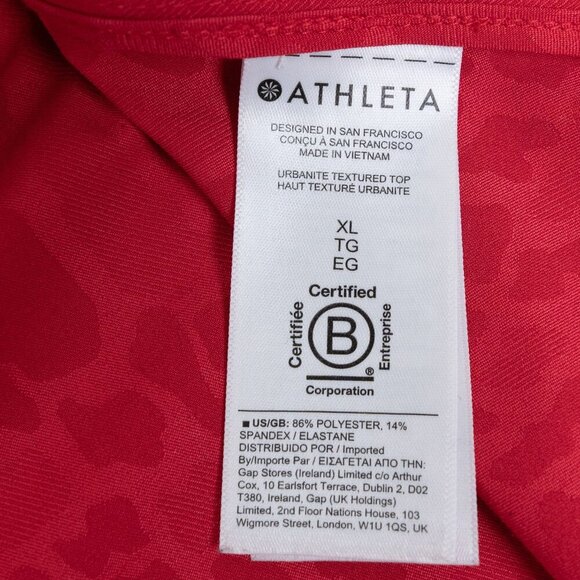 ATHLETA
DESIGNED IN SAN FRANCISCO
CONÇU À SAN FRANCISCO
MADE IN VIETNAM
URBANITE TEXTURED TOP
HAUT TEXTURÉ URBANITE
XL
TG
EG
Certified
Certifiée
B
Entreprise
®
Corporation
■ US/GB: 86% POLYESTER, 14%
SPANDEX / ELASTANE
DISTRIBUIDO POR / Imported
By/Importe Par / ΕΙΣΑΓΕΤΑΙ ΑΠΟ ΤΗΝ:
Gap Stores (Ireland) Limited c/o Arthur
Cox, 10 Earlsfort Terrace, Dublin 2, D02
T380, Ireland, Gap (UK Holdings)
Limited, 2nd Floor Nations House, 103
Wigmore Street, London, W1U 1QS, UK